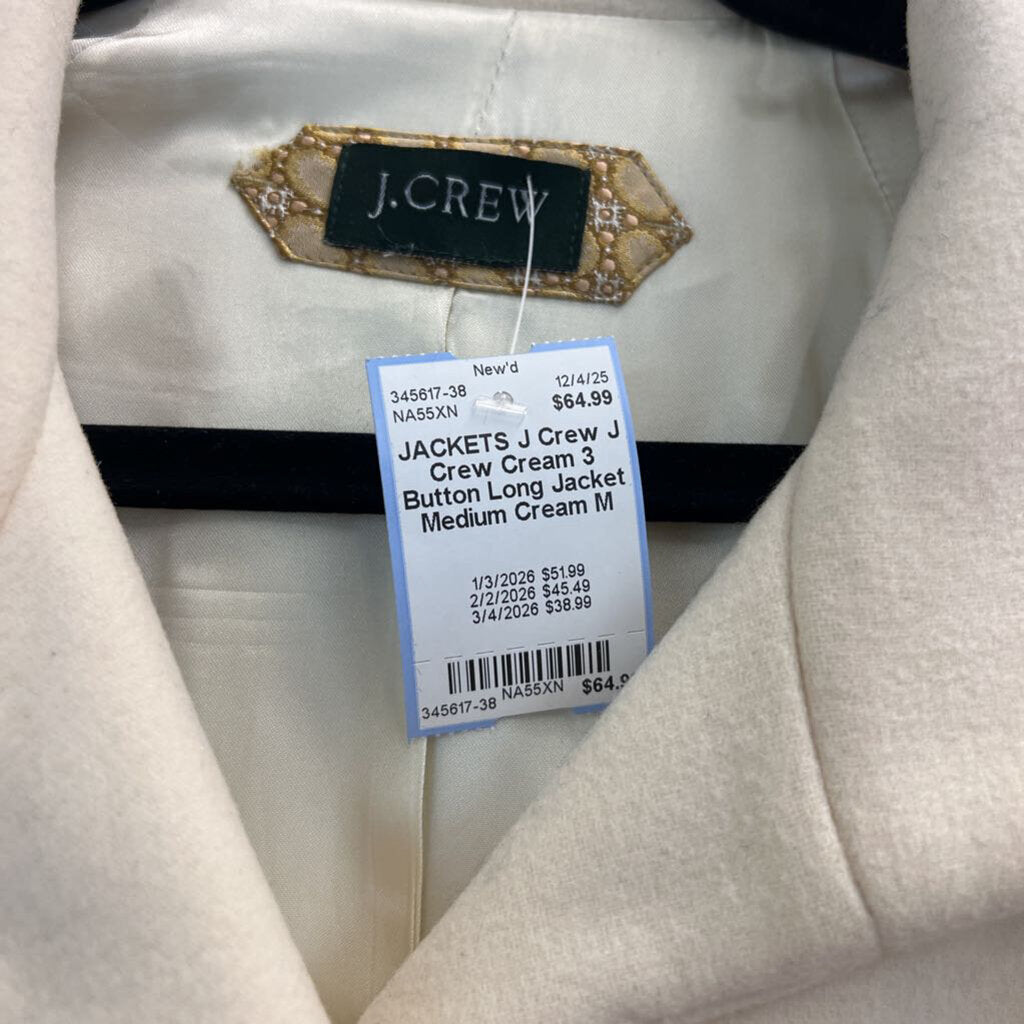 J.CREW
New'd
345617-38 12/4/25
NA55XN $64.99
JACKETS J Crew J
Crew Cream 3
Button Long Jacket
Medium Cream M
1/3/2026 $51.99
2/2/2026 $45.49
3/4/2026 $38.99
345617-38 NA55XN $64.9